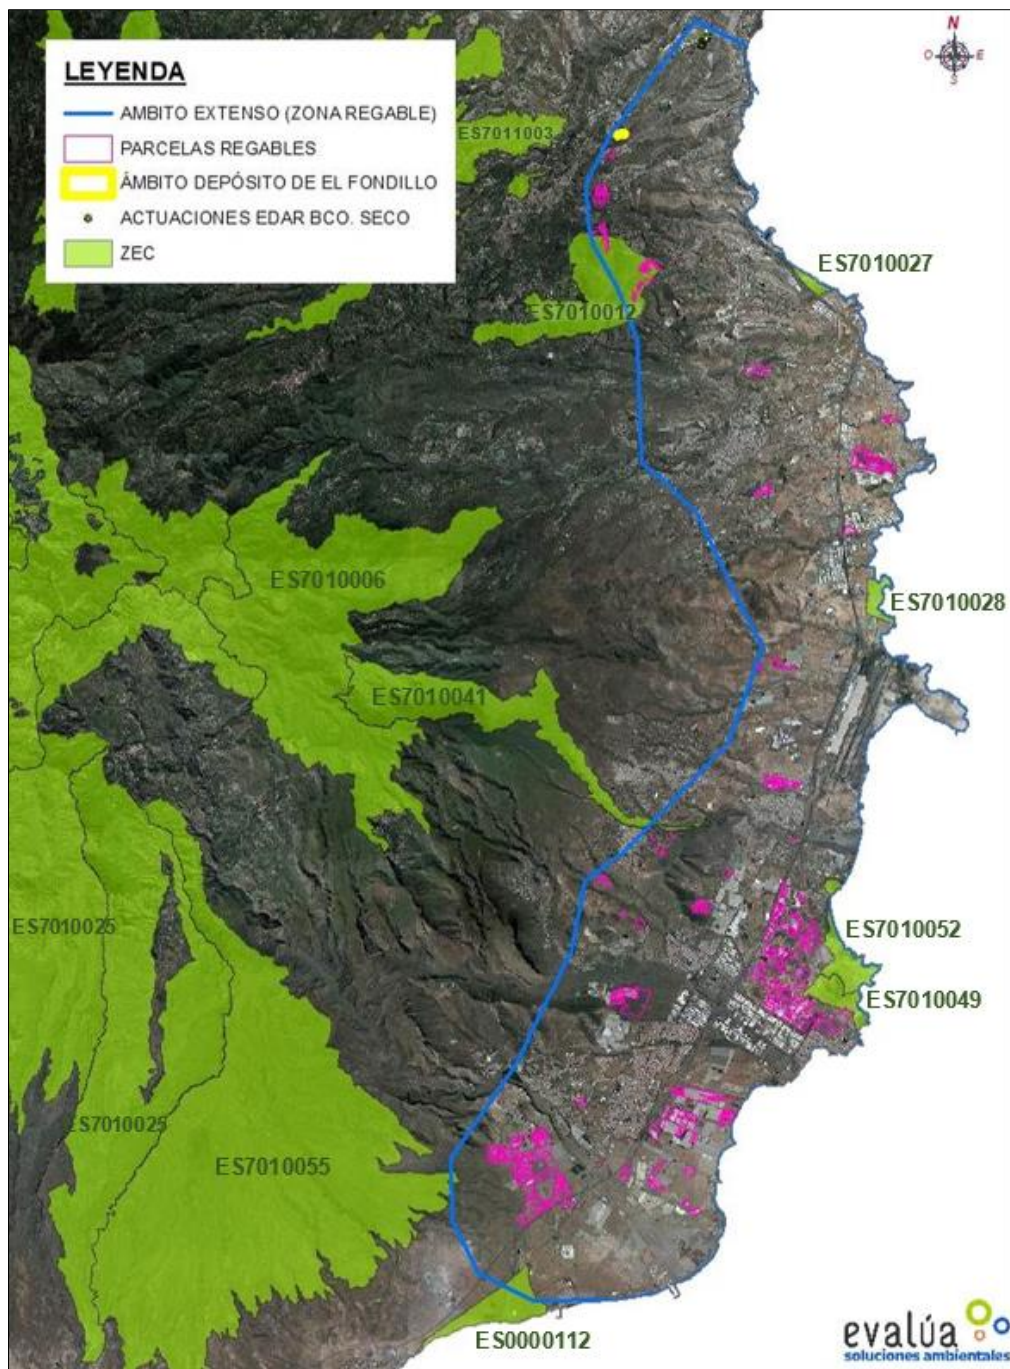 N
O E
S
LEYENDA
AMBITO EXTENSO (ZONA REGABLE)
PARCELAS REGABLES
ÁMBITO DEPÓSITO DE EL FONDILLO
ACTUACIONES EDAR BCO. SECO
ZEC
ES7011003
ES7010027
ES7010012
ES7010006
ES7010028
ES7010041
ES7010025
ES7010052
ES7010049
ES7010025
ES7010055
ES0000112
evalúa
soluciones ambientales